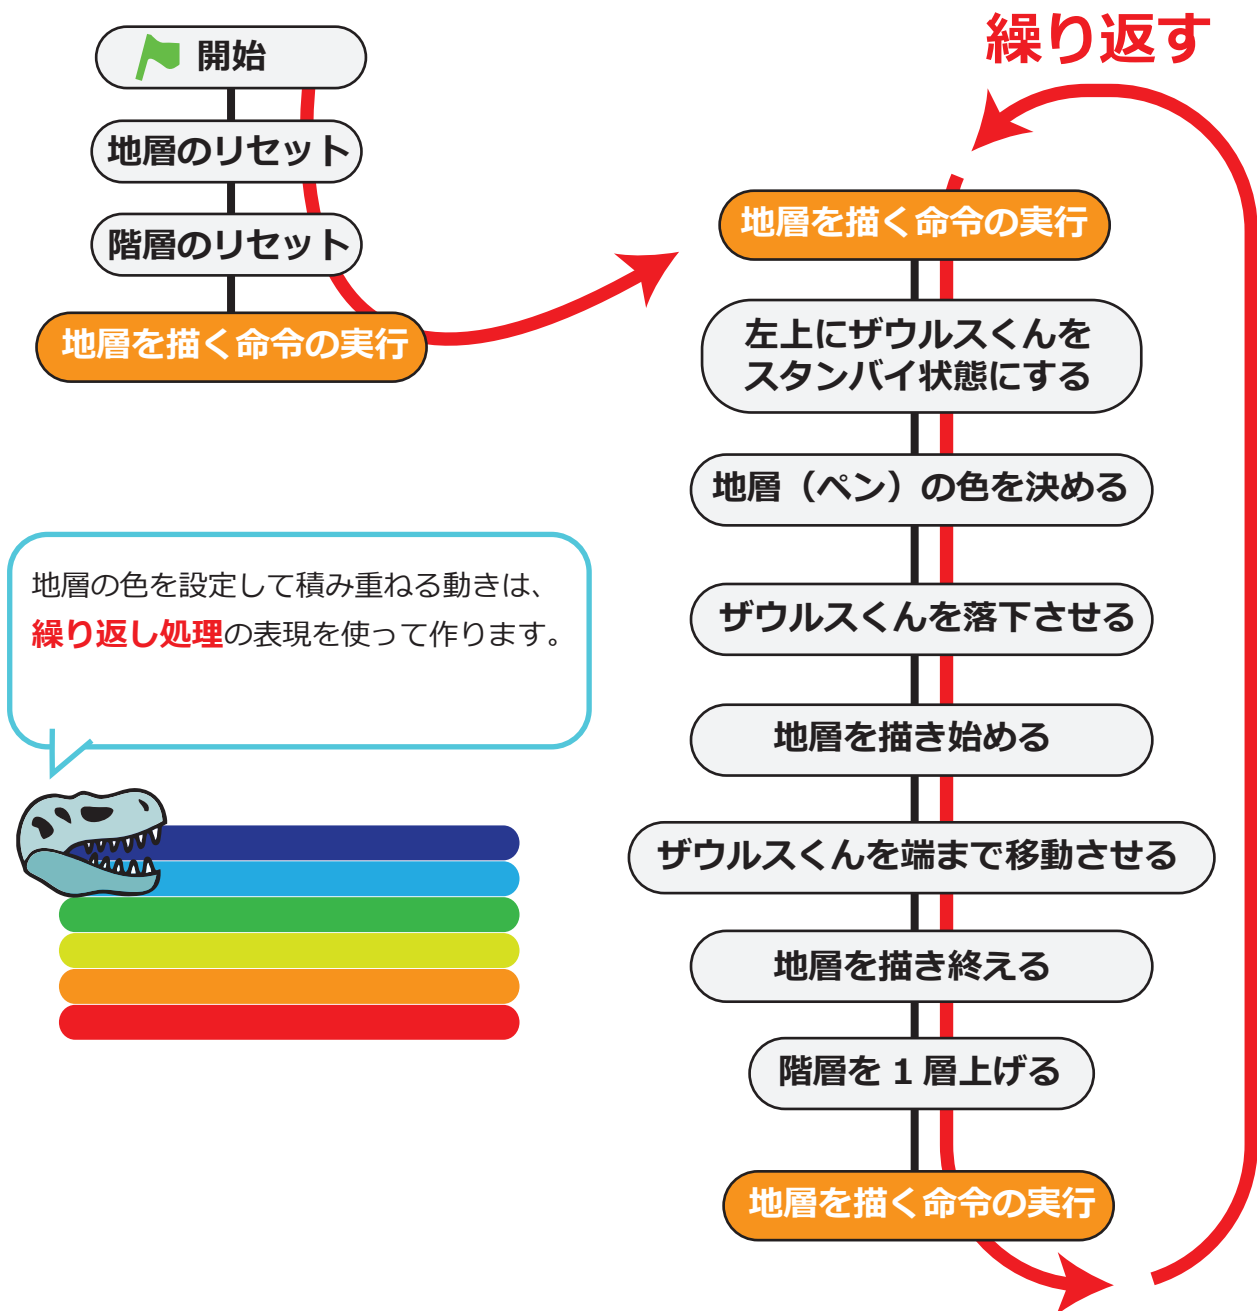 開始
地層のリセット
階層のリセット
地層を描く命令の実行
地層の色を設定して積み重ねる動きは、
繰り返し処理の表現を使って作ります。
繰り返す
地層を描く命令の実行
左上にザウルスくんを
スタンバイ状態にする
地層（ペン）の色を決める
ザウルスくんを落下させる
地層を描き始める
ザウルスくんを端まで移動させる
地層を描き終える
階層を 1 層上げる
地層を描く命令の実行